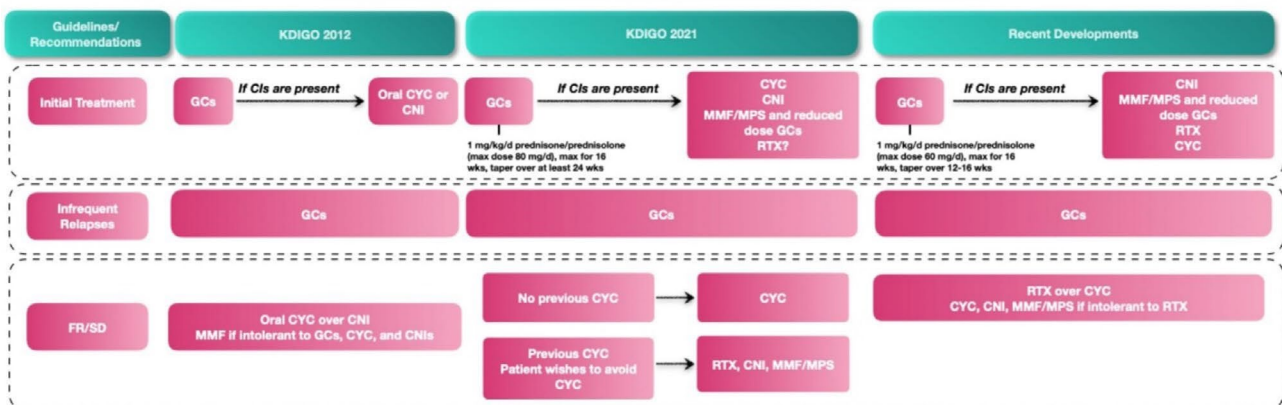 Guidelines/
Recommendations
KDIGO 2012
KDIGO 2021
Recent Developments
Initial Treatment
GCs
If CIs are present
Oral CYC or
CNI
GCs
If CIs are present
CYC
CNI
MMF/MPS and reduced
dose GCs
RTX?
1 mg/kg/d prednisone/prednisolone
(max dose 80 mg/d), max for 16
wks, taper over at least 24 wks
GCs
If CIs are present
CNI
MMF/MPS and reduced
dose GCs
RTX
CYC
1 mg/kg/d prednisone/prednisolone
(max dose 60 mg/d), max for 16
wks, taper over 12-16 wks
Infrequent
Relapses
GCs
GCs
GCs
FR/SD
Oral CYC over CNI
MMF if intolerant to GCs, CYC, and CNIs
No previous CYC
CYC
Previous CYC
Patient wishes to avoid
CYC
RTX, CNI, MMF/MPS
RTX over CYC
CYC, CNI, MMF/MPS if intolerant to RTX